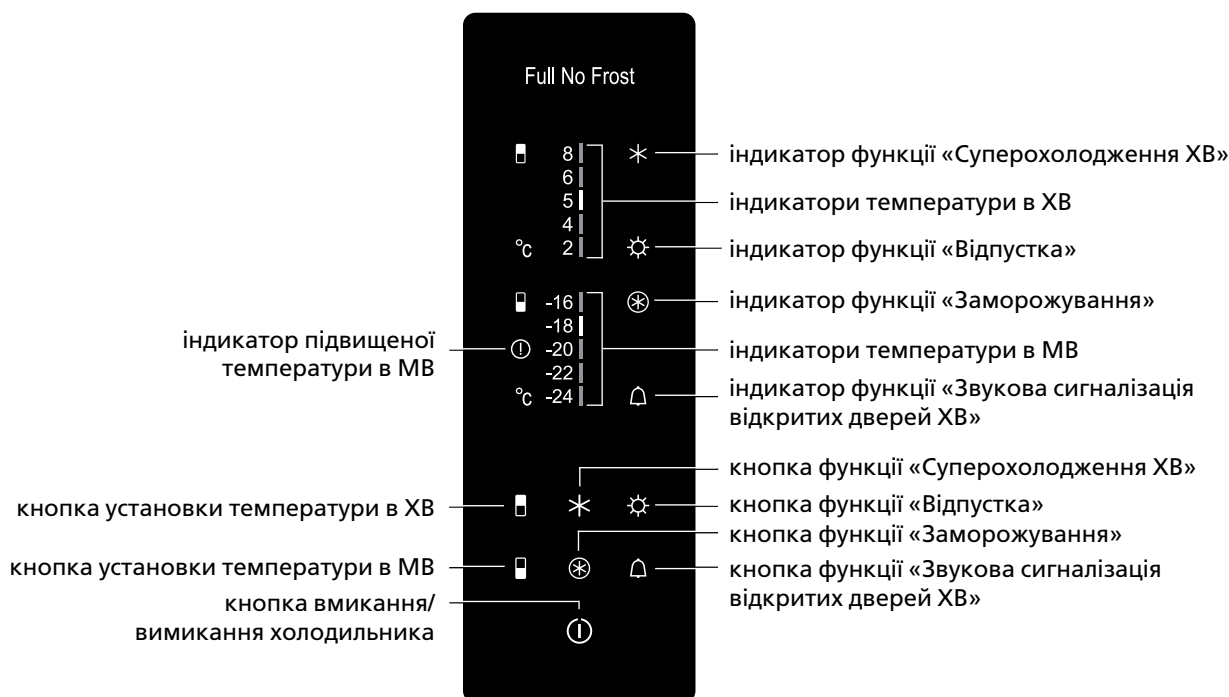 Full No Frost
8
6
5
4
°C 2
-16
-18
-20
-22
°C -24
індикатор функції «Суперохолодження ХВ»
індикатори температури в ХВ
індикатор функції «Відпустка»
індикатор функції «Заморожування»
індикатор підвищеної
температури в МВ
індикатори температури в МВ
індикатор функції «Звукова сигналізація
відкритих дверей ХВ»
кнопка функції «Суперохолодження ХВ»
кнопка установки температури в ХВ
кнопка функції «Відпустка»
кнопка функції «Заморожування»
кнопка установки температури в МВ
кнопка функції «Звукова сигналізація
відкритих дверей ХВ»
кнопка вмикання/
вимикання холодильника